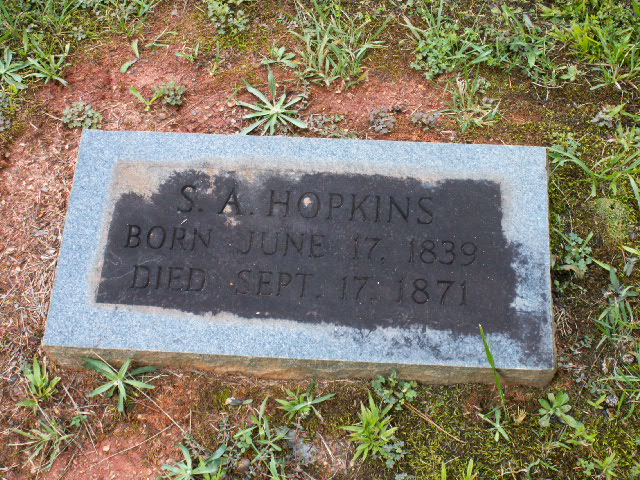 S. A. HOPKINS
BORN JUNE 17, 1839
DIED SEPT. 17, 1871